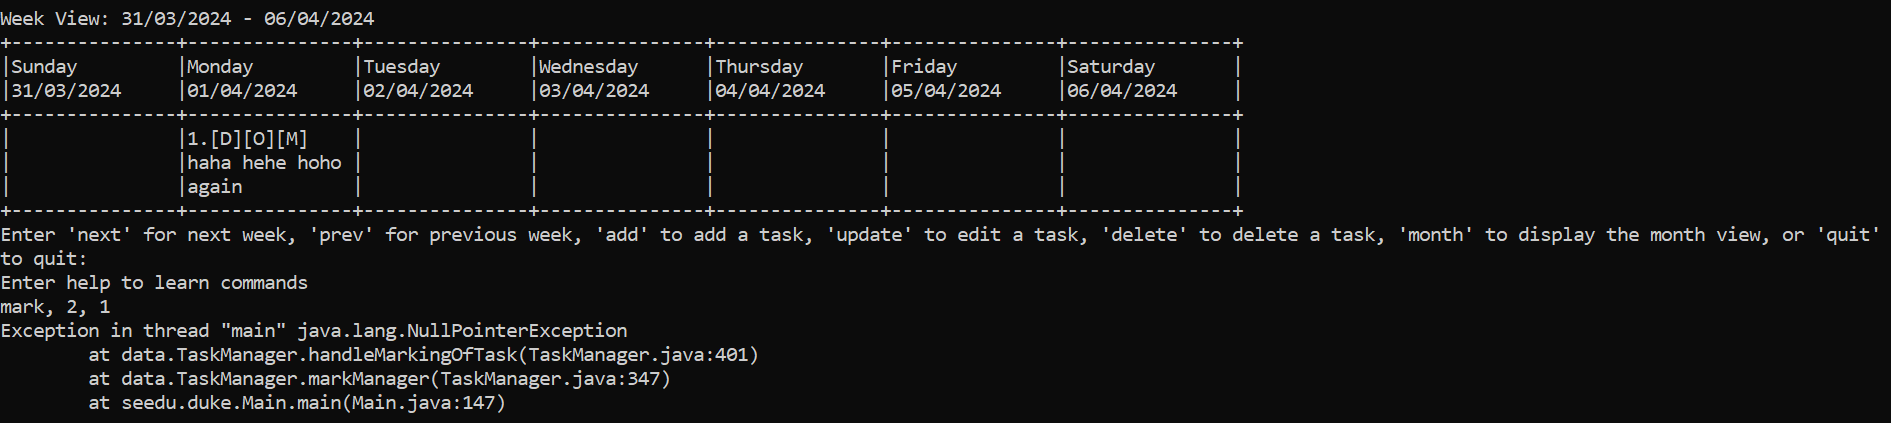 Week View: 31/03/2024 - 06/04/2024
+---------------+---------------+---------------+---------------+---------------+---------------+---------------+
|Sunday         |Monday         |Tuesday        |Wednesday      |Thursday       |Friday         |Saturday       |
|31/03/2024     |01/04/2024     |02/04/2024     |03/04/2024     |04/04/2024     |05/04/2024     |06/04/2024     |
+---------------+---------------+---------------+---------------+---------------+---------------+---------------+
|               |1.[D][O][M]    |               |               |               |               |               |
|               |haha hehe hoho |               |               |               |               |               |
|               |again          |               |               |               |               |               |
+---------------+---------------+---------------+---------------+---------------+---------------+---------------+
Enter 'next' for next week, 'prev' for previous week, 'add' to add a task, 'update' to edit a task, 'delete' to delete a task, 'month' to display the month view, or 'quit'
to quit:
Enter help to learn commands
mark, 2, 1
Exception in thread "main" java.lang.NullPointerException
        at data.TaskManager.handleMarkingOfTask(TaskManager.java:401)
        at data.TaskManager.markManager(TaskManager.java:347)
        at seedu.duke.Main.main(Main.java:147)